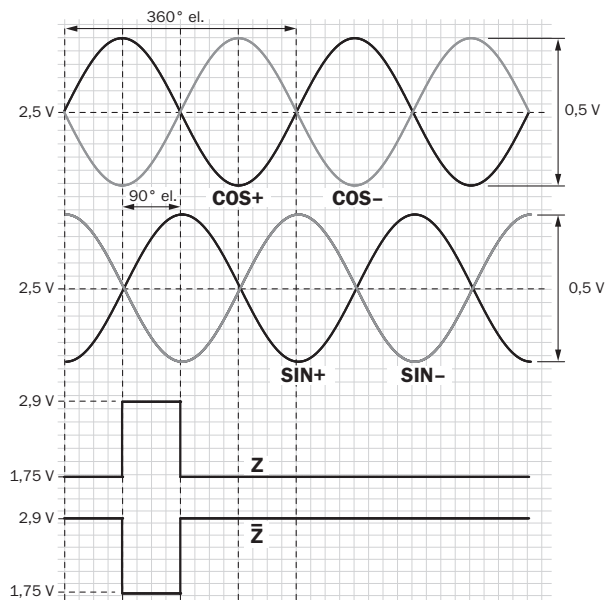 360° el.
2,5 V
0,5 V
90° el.
COS+
COS–
2,5 V
0,5 V
SIN+
SIN–
2,9 V
Z
1,75 V
2,9 V
Z̅
1,75 V